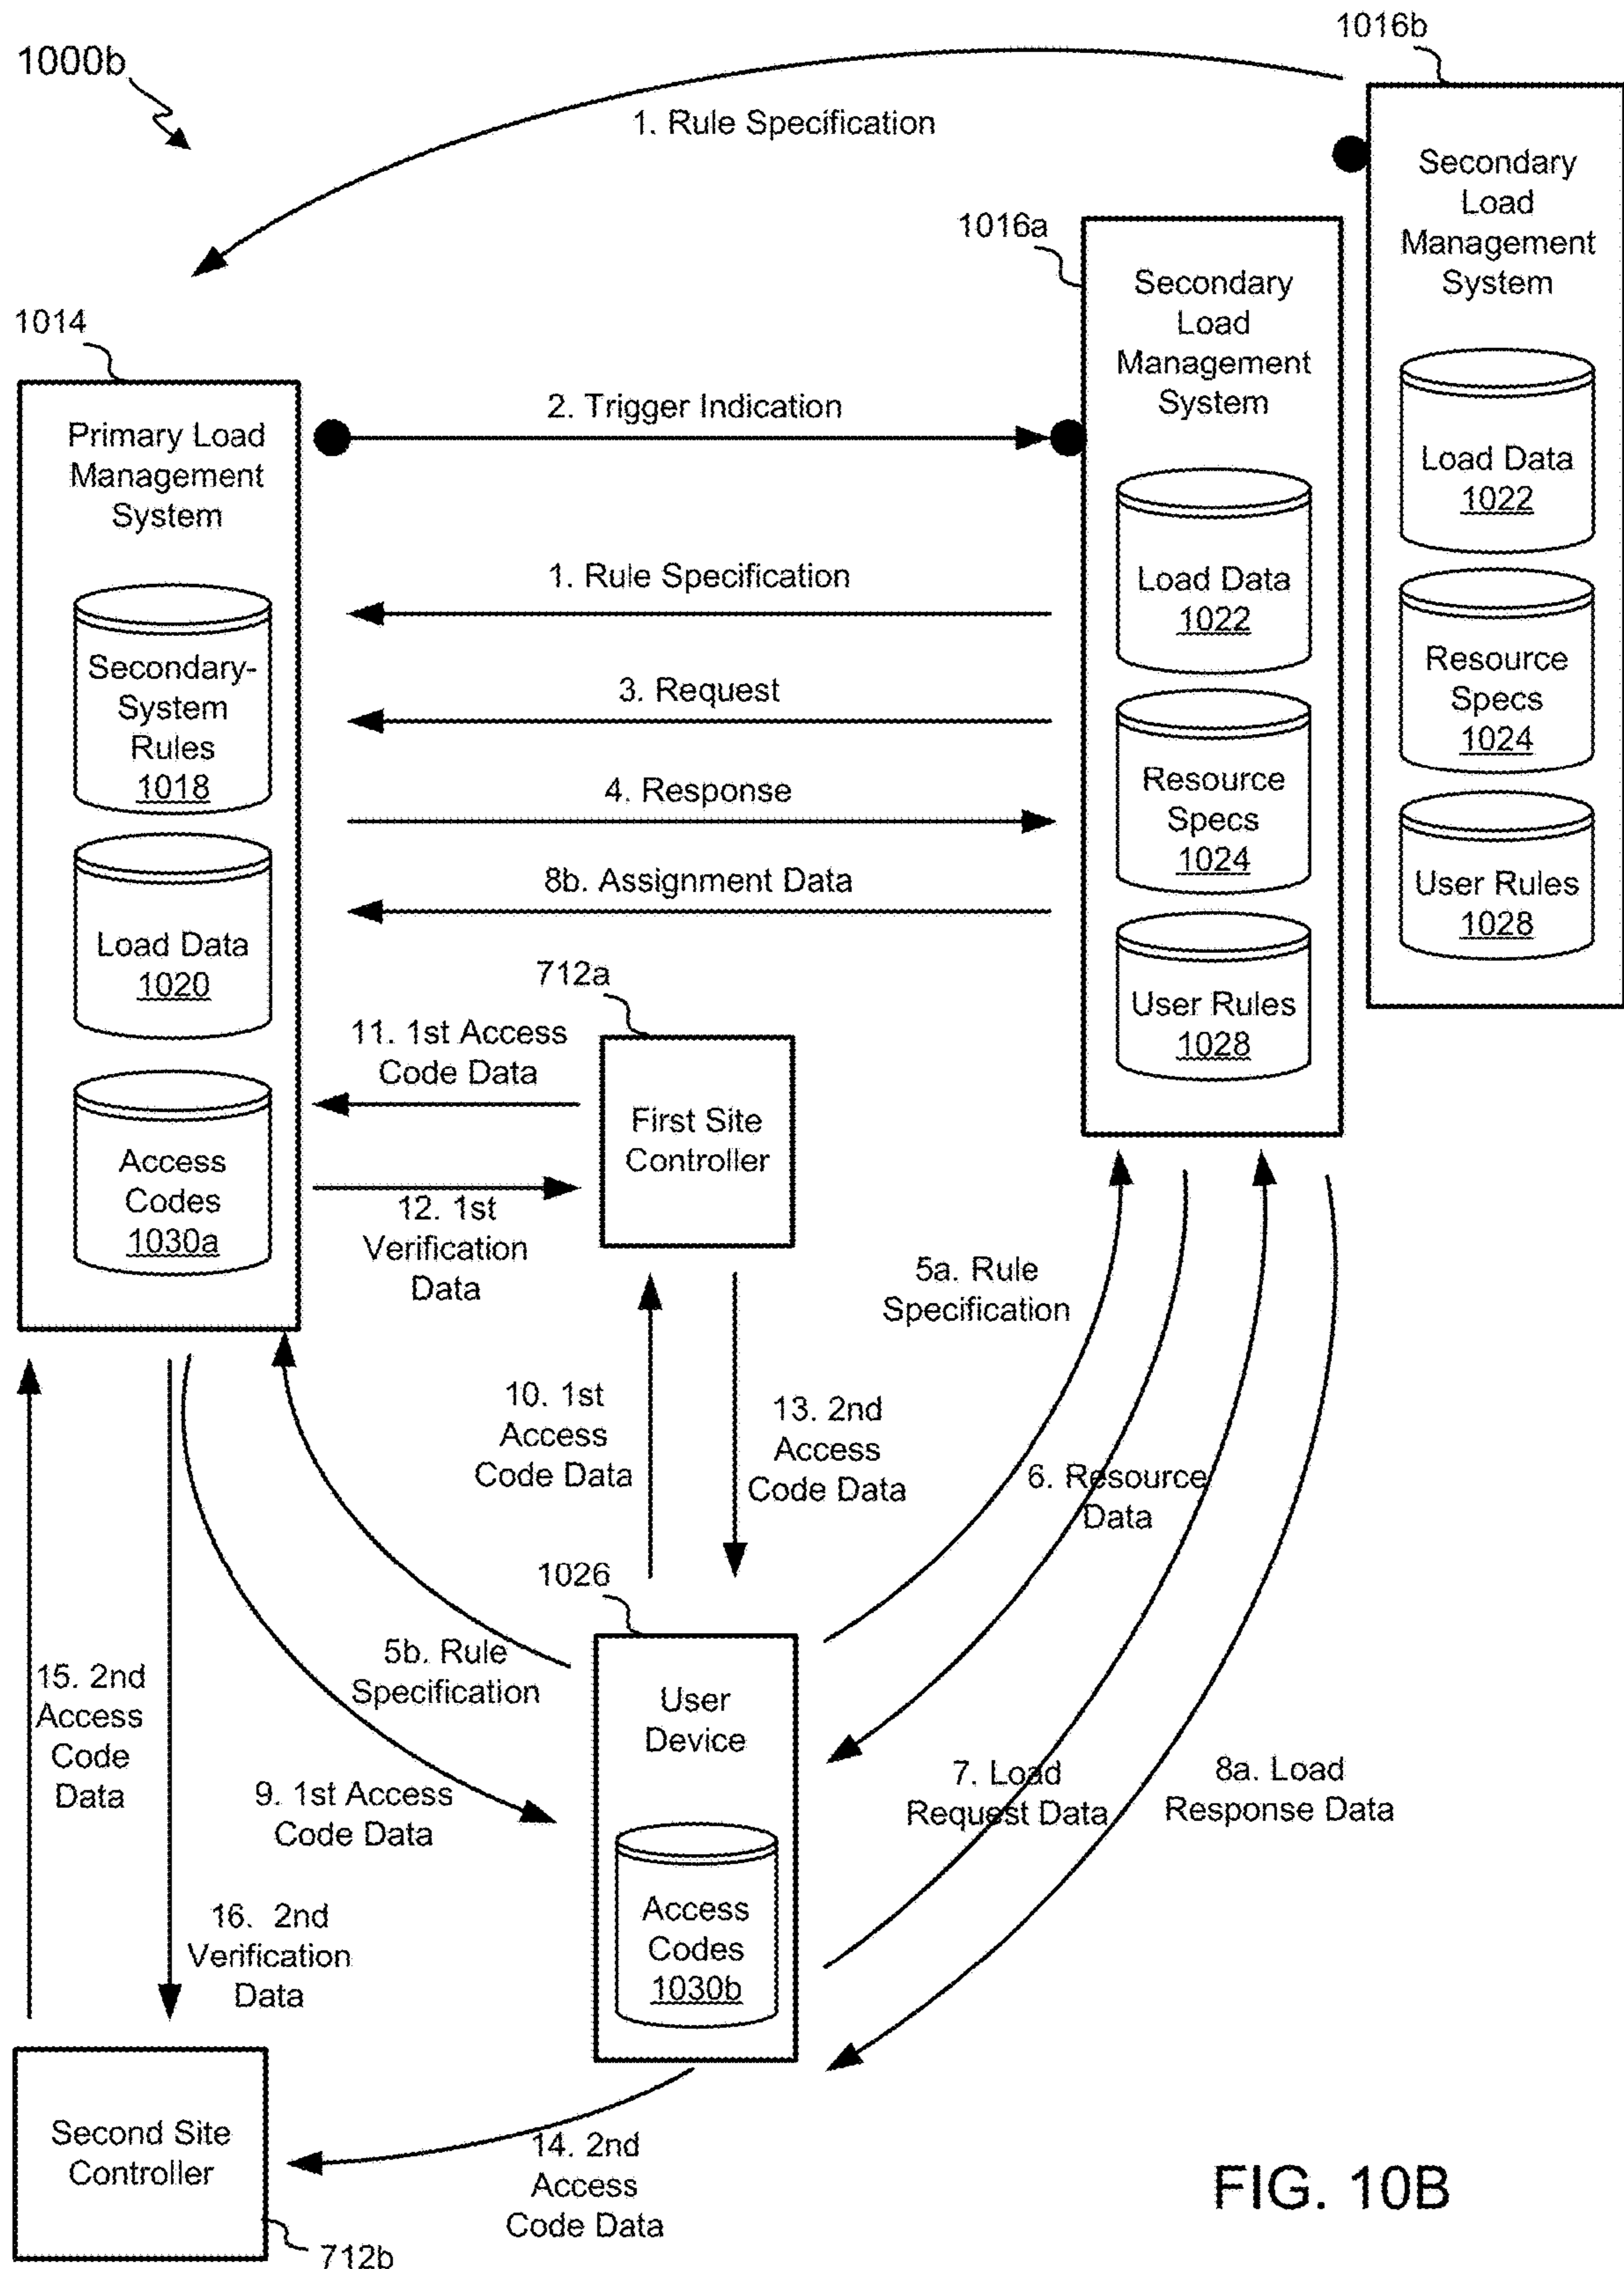 1000b
1016b
1. Rule Specification
Secondary
Load
Management
System
Load Data
1022
Resource
Specs
1024
User Rules
1028
1016a
Secondary
Load
Management
System
Load Data
1022
Resource
Specs
1024
User Rules
1028
1014
Primary Load
Management
System
Secondary-
System
Rules
1018
Load Data
1020
Access
Codes
1030a
2. Trigger Indication
1. Rule Specification
3. Request
4. Response
8b. Assignment Data
712a
First Site
Controller
11. 1st Access
Code Data
12. 1st
Verification
Data
10. 1st
Access
Code Data
13. 2nd
Access
Code Data
5a. Rule
Specification
6. Resource
Data
7. Load
Request Data
8a. Load
Response Data
1026
User
Device
Access
Codes
1030b
5b. Rule
Specification
9. 1st Access
Code Data
15. 2nd
Access
Code
Data
16. 2nd
Verification
Data
Second Site
Controller
712b
14. 2nd
Access
Code Data
FIG. 10B